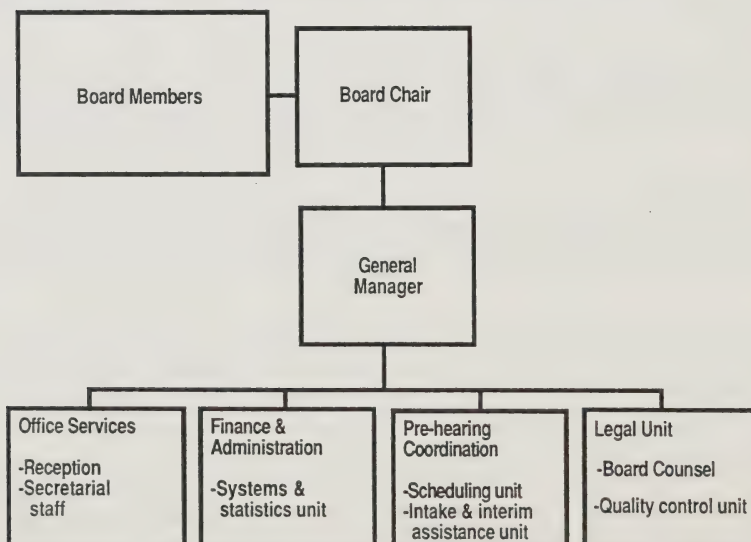 Board Members
Board Chair
General
Manager
Office Services
-Reception
-Secretarial
staff
Finance &
Administration
-Systems &
statistics unit
Pre-hearing
Coordination
-Scheduling unit
-Intake & interim
assistance unit
Legal Unit
-Board Counsel
-Quality control unit